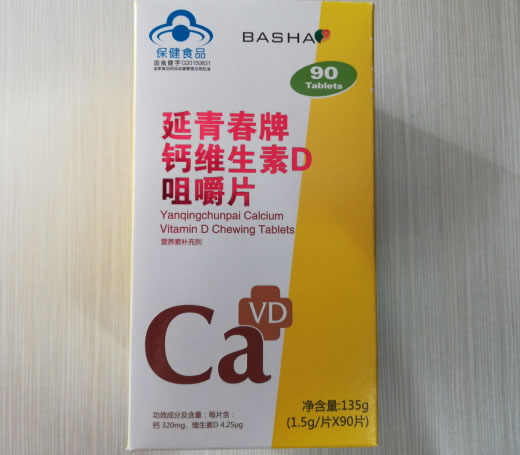 保健食品
国食健字G20150831
BASHA
90
Tablets
延青春牌
钙维生素D
咀嚼片
Yanqingchunpai Calcium
Vitamin D Chewing Tablets
营养素补充剂
Ca
VD
净含量:135g
(1.5g/片X90片)
功效成分及含量：每片含：
钙 320mg、维生素D 4.25μg